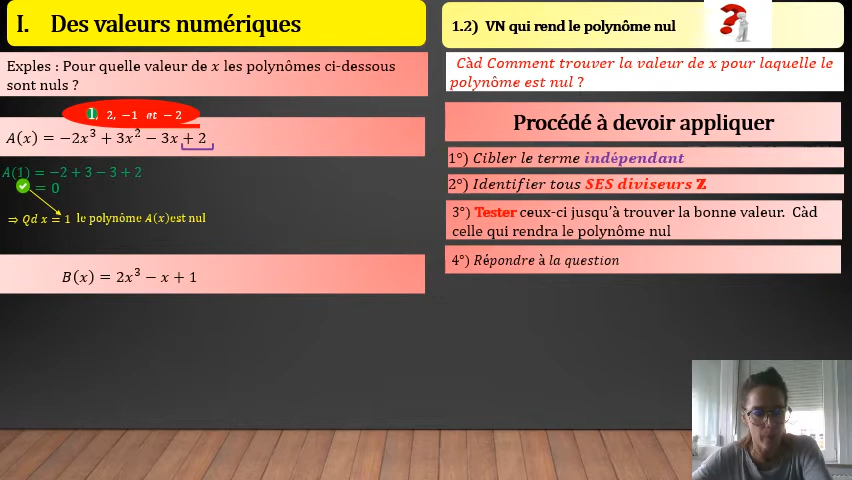 I. Des valeurs numériques
Exples : Pour quelle valeur de x les polynômes ci-dessous
sont nuls ?
1, 2, −1 et − 2
A(x) = −2x³ + 3x² − 3x + 2
A(1) = −2 + 3 − 3 + 2
= 0
⇒ Qd x = 1 le polynôme A(x)est nul
B(x) = 2x³ − x + 1
1.2) VN qui rend le polynôme nul
Càd Comment trouver la valeur de x pour laquelle le
polynôme est nul ?
Procédé à devoir appliquer
1°) Cibler le terme indépendant
2°) Identifier tous SES diviseurs Z
3°) Tester ceux-ci jusqu'à trouver la bonne valeur. Càd
celle qui rendra le polynôme nul
4°) Répondre à la question